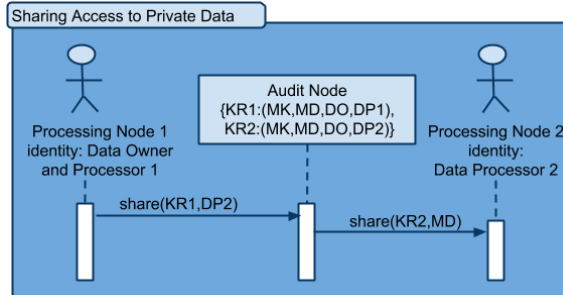 Sharing Access to Private Data
Audit Node
{KR1:(MK,MD,DO,DP1),
KR2:(MK,MD,DO,DP2)}
Processing Node 1
identity: Data Owner
and Processor 1
Processing Node 2
identity:
Data Processor 2
share(KR1,DP2)
share(KR2,MD)